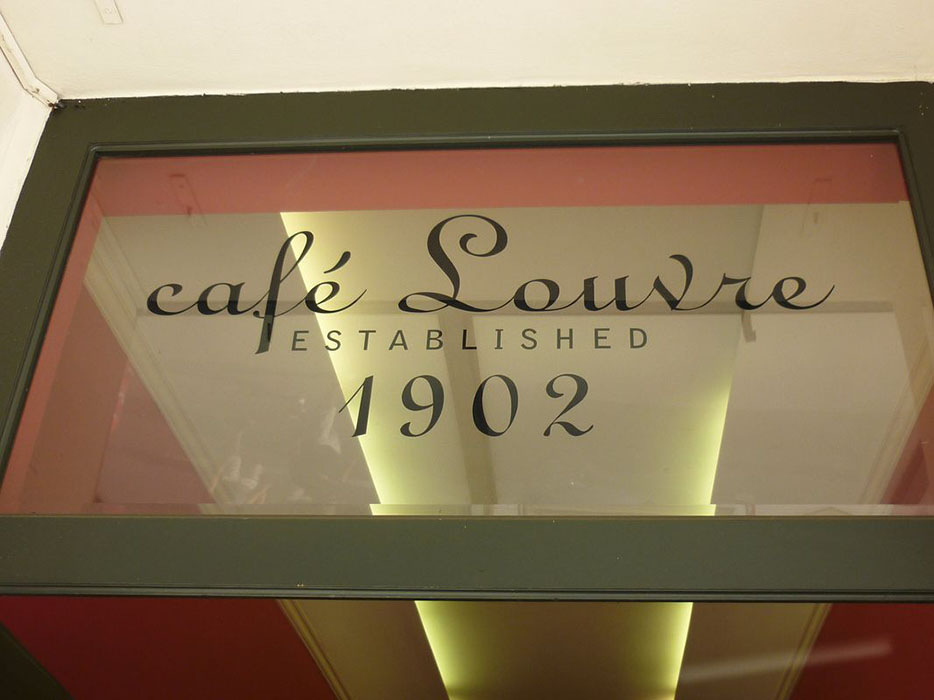 café Louvre
ESTABLISHED
1902